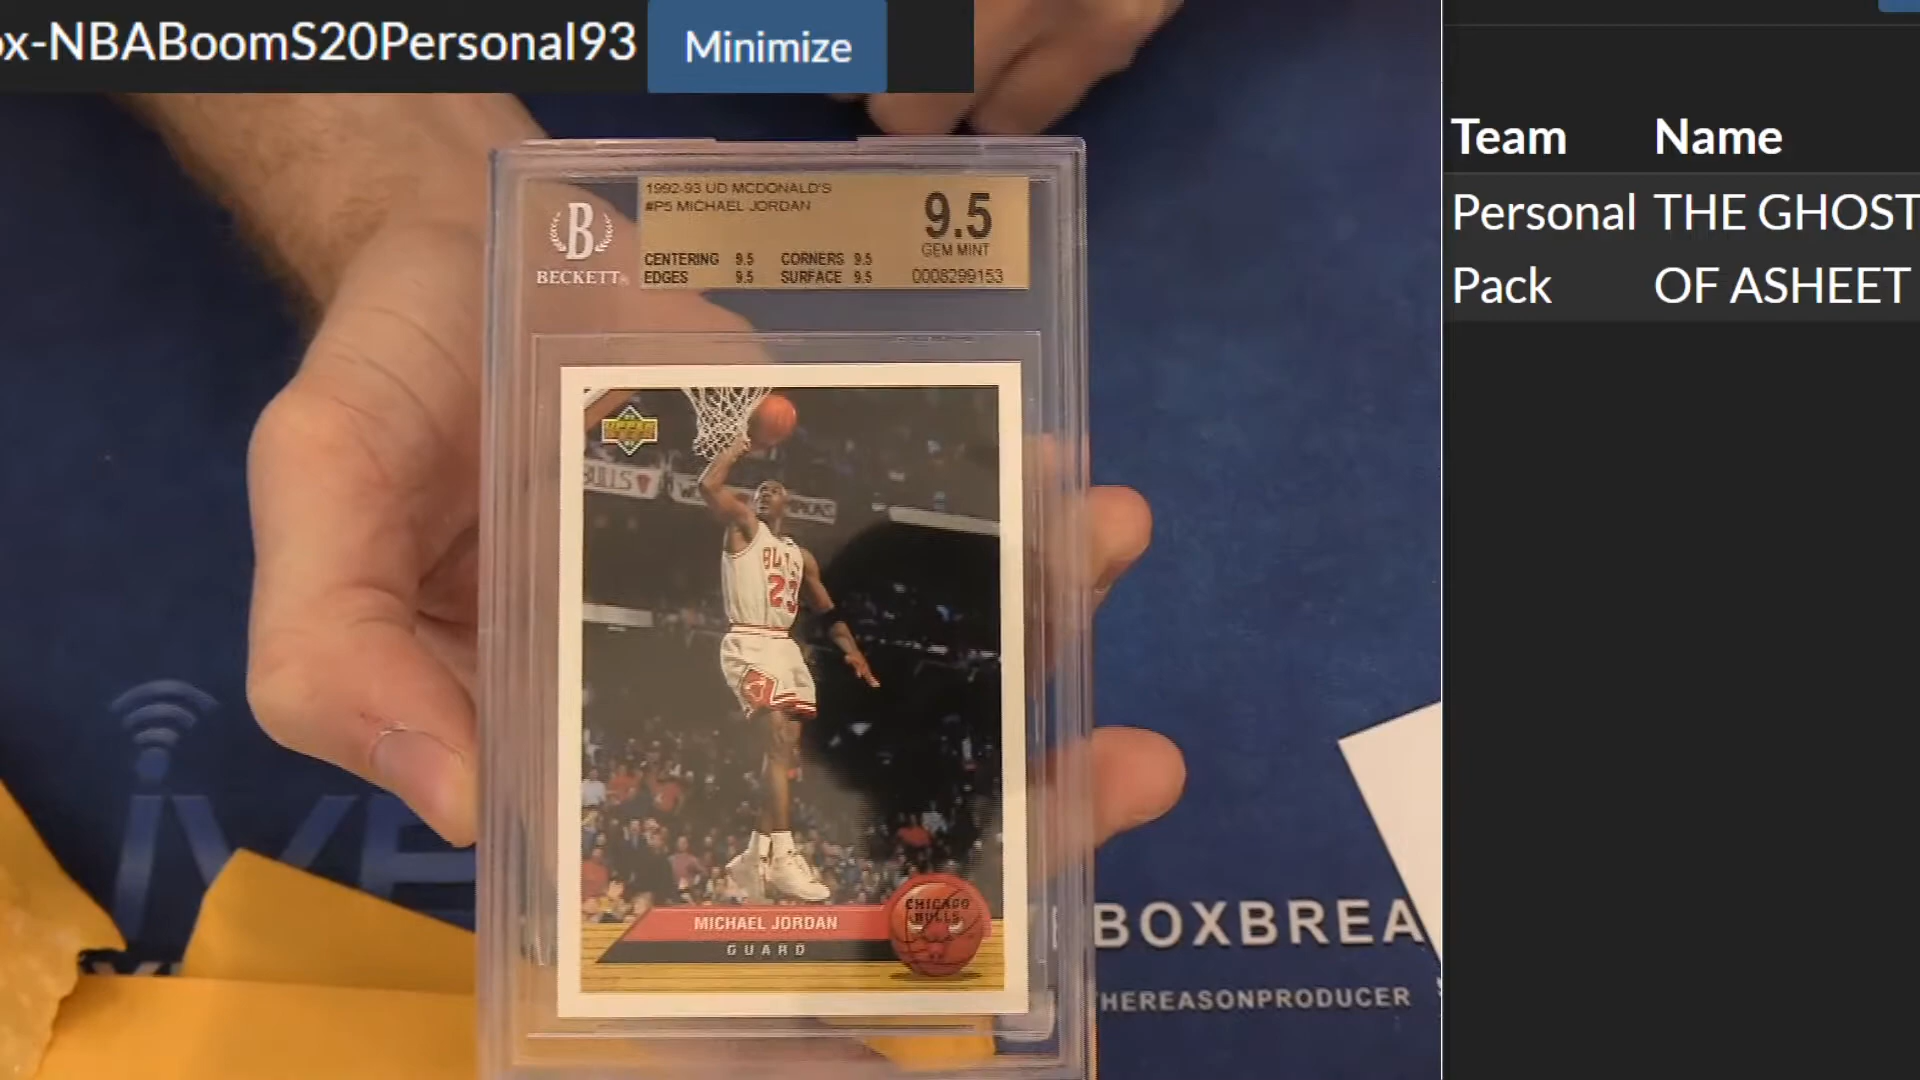 ox-NBABoomS20Personal93
Minimize
Team Name
Personal THE GHOST
Pack OF ASHEET
1992-93 UD MCDONALD'S
#P5 MICHAEL JORDAN
9.5
GEM MINT
CENTERING 9.5 CORNERS 9.5
EDGES 9.5 SURFACE 9.5
0008299153
B
BECKETT
BULLS
BULLS
23
MICHAEL JORDAN
GUARD
CHICAGO
BULLS
BOXBREA
HEREASONPRODUCER